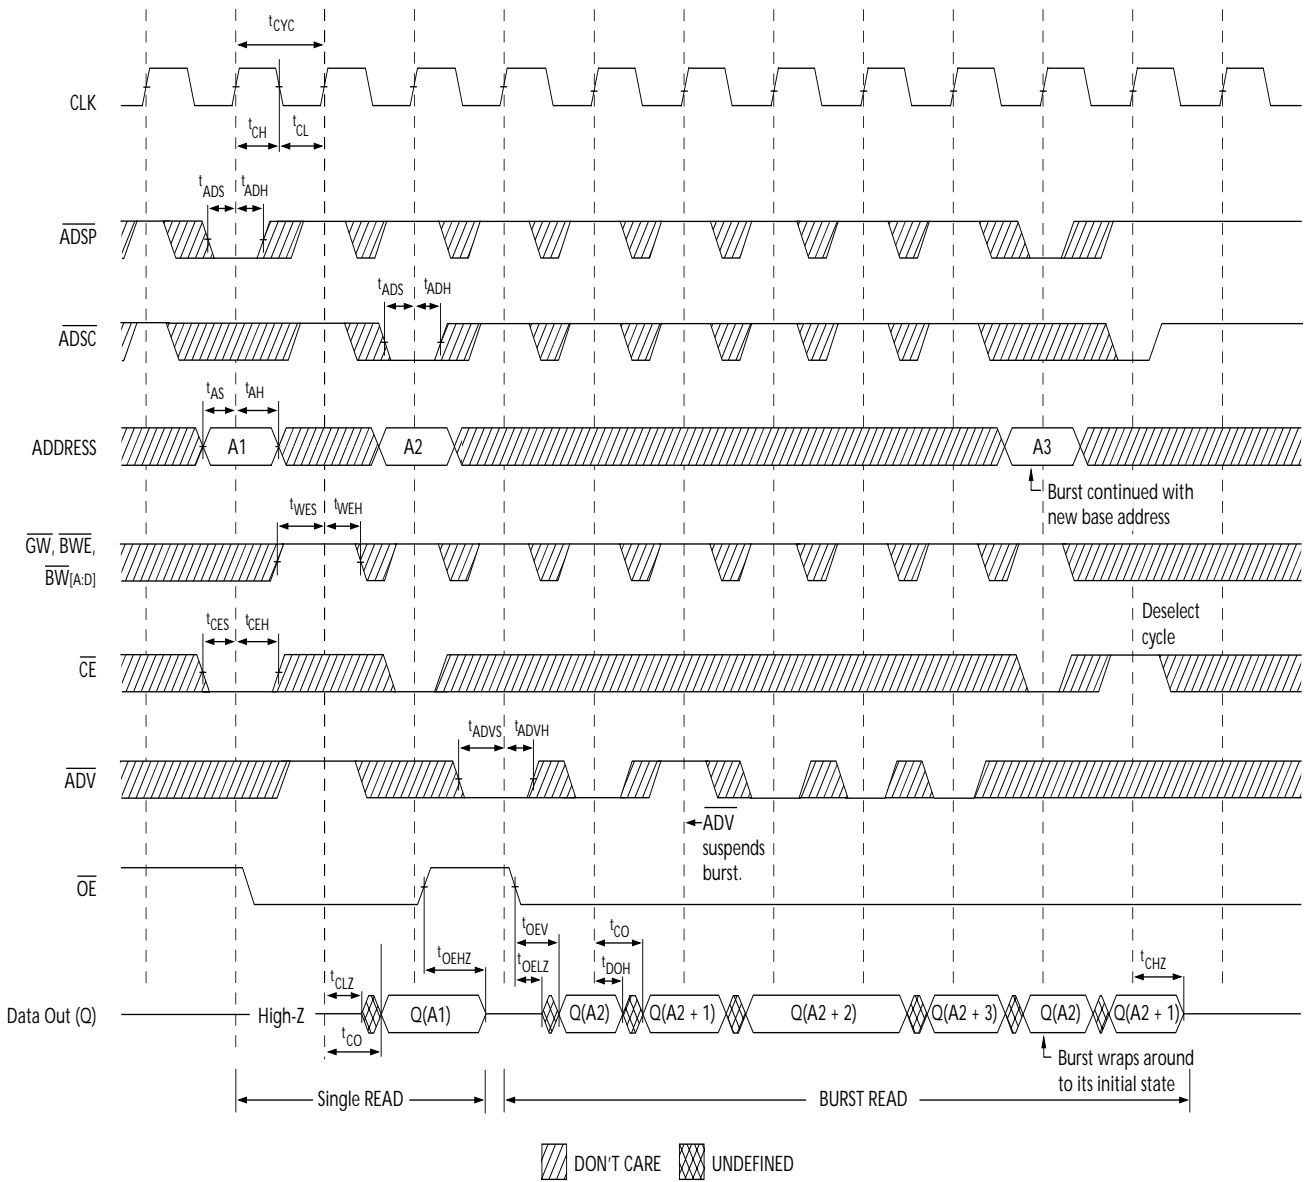 tCYC
CLK
tCH
tCL
tADS
tADH
ADSP
tADS
tADH
ADSC
tAS
tAH
ADDRESS
A1
A2
A3
Burst continued with
new base address
tWES
tWEH
GW, BWE,
BW[A:D]
Deselect
cycle
tCES
tCEH
CE
tADVS
tADVH
ADV
ADV
suspends
burst.
OE
tOEV
tCO
tOEHZ
tOELZ
tDOH
tCHZ
tCLZ
Data Out (Q)
High-Z
Q(A1)
Q(A2)
Q(A2 + 1)
Q(A2 + 2)
Q(A2 + 3)
Q(A2)
Q(A2 + 1)
tCO
Burst wraps around
to its initial state
Single READ
BURST READ
DON'T CARE
UNDEFINED